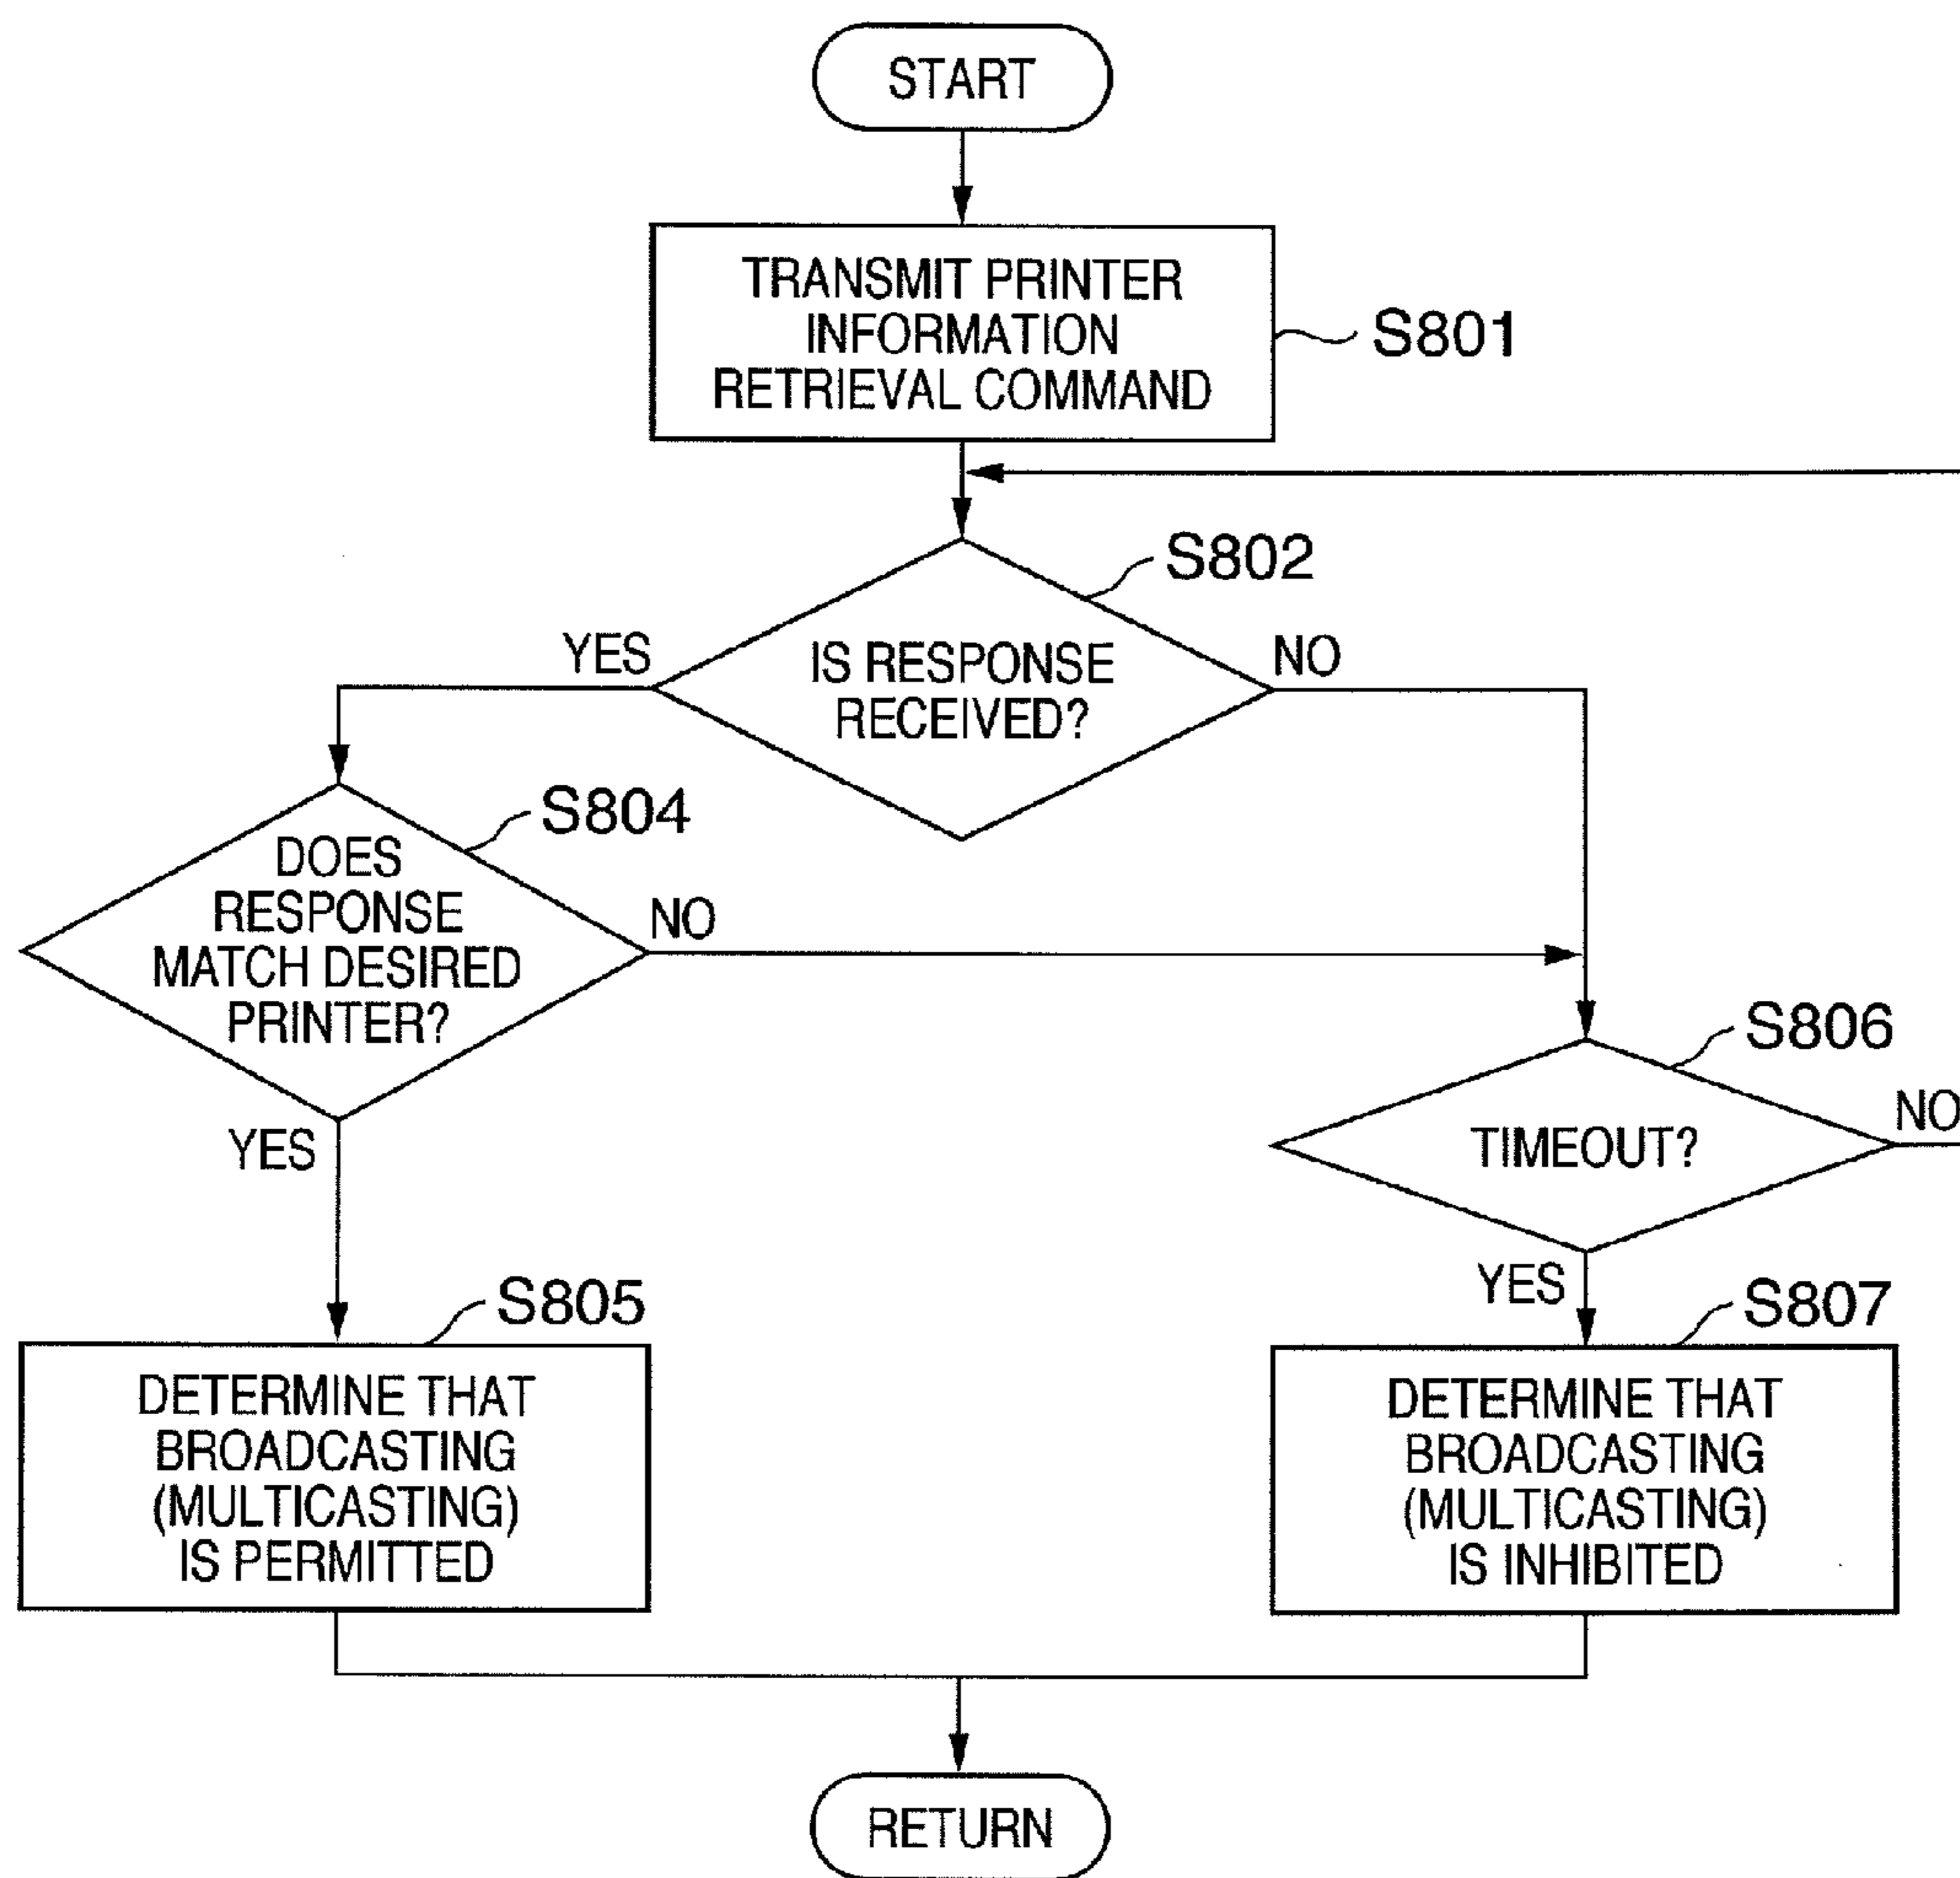 START
TRANSMIT PRINTER
INFORMATION
RETRIEVAL COMMAND
S801
S802
YES
IS RESPONSE
RECEIVED?
NO
S804
DOES
RESPONSE
MATCH DESIRED
PRINTER?
NO
YES
S806
TIMEOUT?
NO
YES
S805
DETERMINE THAT
BROADCASTING
(MULTICASTING)
IS PERMITTED
S807
DETERMINE THAT
BROADCASTING
(MULTICASTING)
IS INHIBITED
RETURN